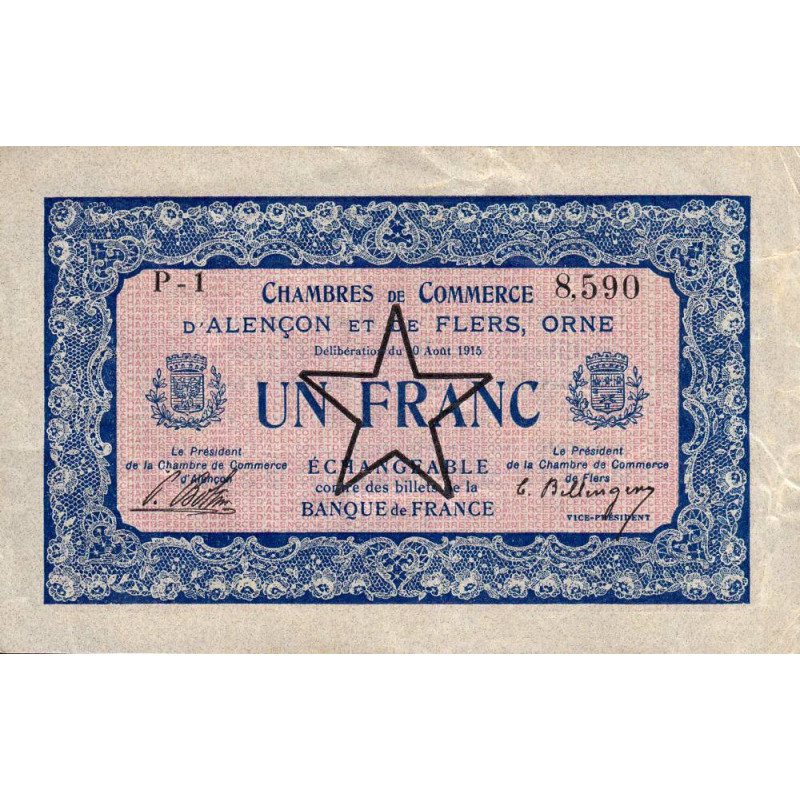 P-1
8,590
CHAMBRES DE COMMERCE
D'ALENÇON ET DE FLERS, ORNE
Délibération du 10 Août 1915
UN FRANC
Le Président
de la Chambre de Commerce
d'Alençon
ÉCHANGEABLE
contre des billets de la
BANQUE de FRANCE
Le Président
de la Chambre de Commerce
de Flers
VICE-PRÉSIDENT